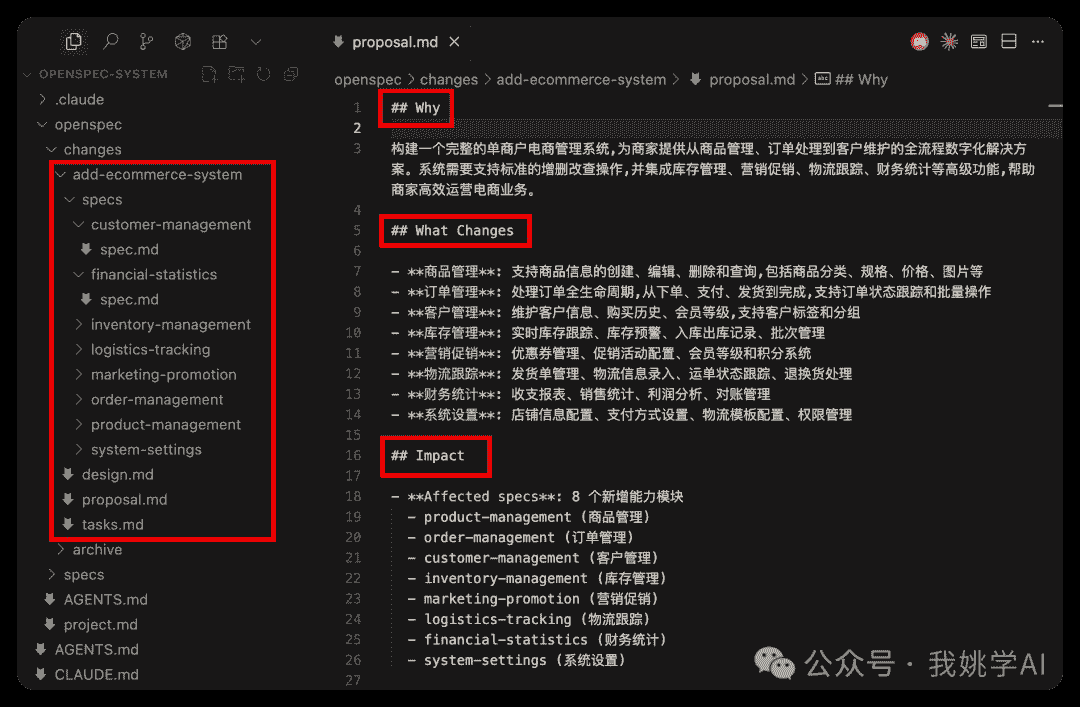 proposal.md
OPENSPEC-SYSTEM
.claude
openspec
changes
add-ecommerce-system
specs
customer-management
spec.md
financial-statistics
spec.md
inventory-management
logistics-tracking
marketing-promotion
order-management
product-management
system-settings
design.md
proposal.md
tasks.md
archive
specs
AGENTS.md
project.md
AGENTS.md
CLAUDE.md
openspec > changes > add-ecommerce-system > proposal.md > abc ## Why
1 ## Why
2
3 构建一个完整的单商户电商管理系统,为商家提供从商品管理、订单处理到客户维护的全流程数字化解决方
案。系统需要支持标准的增删改查操作,并集成库存管理、营销促销、物流跟踪、财务统计等高级功能,帮助
商家高效运营电商业务。
4
5 ## What Changes
6
7 - **商品管理**: 支持商品信息的创建、编辑、删除和查询,包括商品分类、规格、价格、图片等
8 - **订单管理**: 处理订单全生命周期,从下单、支付、发货到完成,支持订单状态跟踪和批量操作
9 - **客户管理**: 维护客户信息、购买历史、会员等级,支持客户标签和分组
10 - **库存管理**: 实时库存跟踪、库存预警、入库出库记录、批次管理
11 - **营销促销**: 优惠券管理、促销活动配置、会员等级和积分系统
12 - **物流跟踪**: 发货单管理、物流信息录入、运单状态跟踪、退换货处理
13 - **财务统计**: 收支报表、销售统计、利润分析、对账管理
14 - **系统设置**: 店铺信息配置、支付方式设置、物流模板配置、权限管理
15
16 ## Impact
17
18 - **Affected specs**: 8 个新增能力模块
19 - product-management (商品管理)
20 - order-management (订单管理)
21 - customer-management (客户管理)
22 - inventory-management (库存管理)
23 - marketing-promotion (营销促销)
24 - logistics-tracking (物流跟踪)
25 - financial-statistics (财务统计)
26 - system-settings (系统设置)
27
公众号 · 我姚学AI